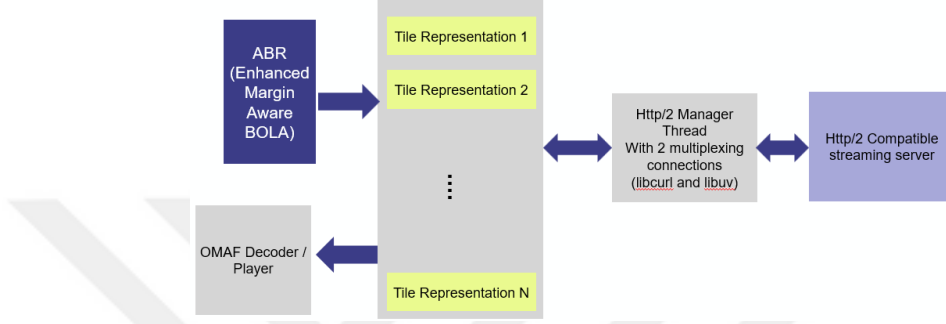 ABR
(Enhanced
Margin
Aware
BOLA)
Tile Representation 1
Tile Representation 2
Tile Representation N
OMAF Decoder /
Player
Http/2 Manager
Thread
With 2 multiplexing
connections
(libcurl and libuv)
Http/2 Compatible
streaming server